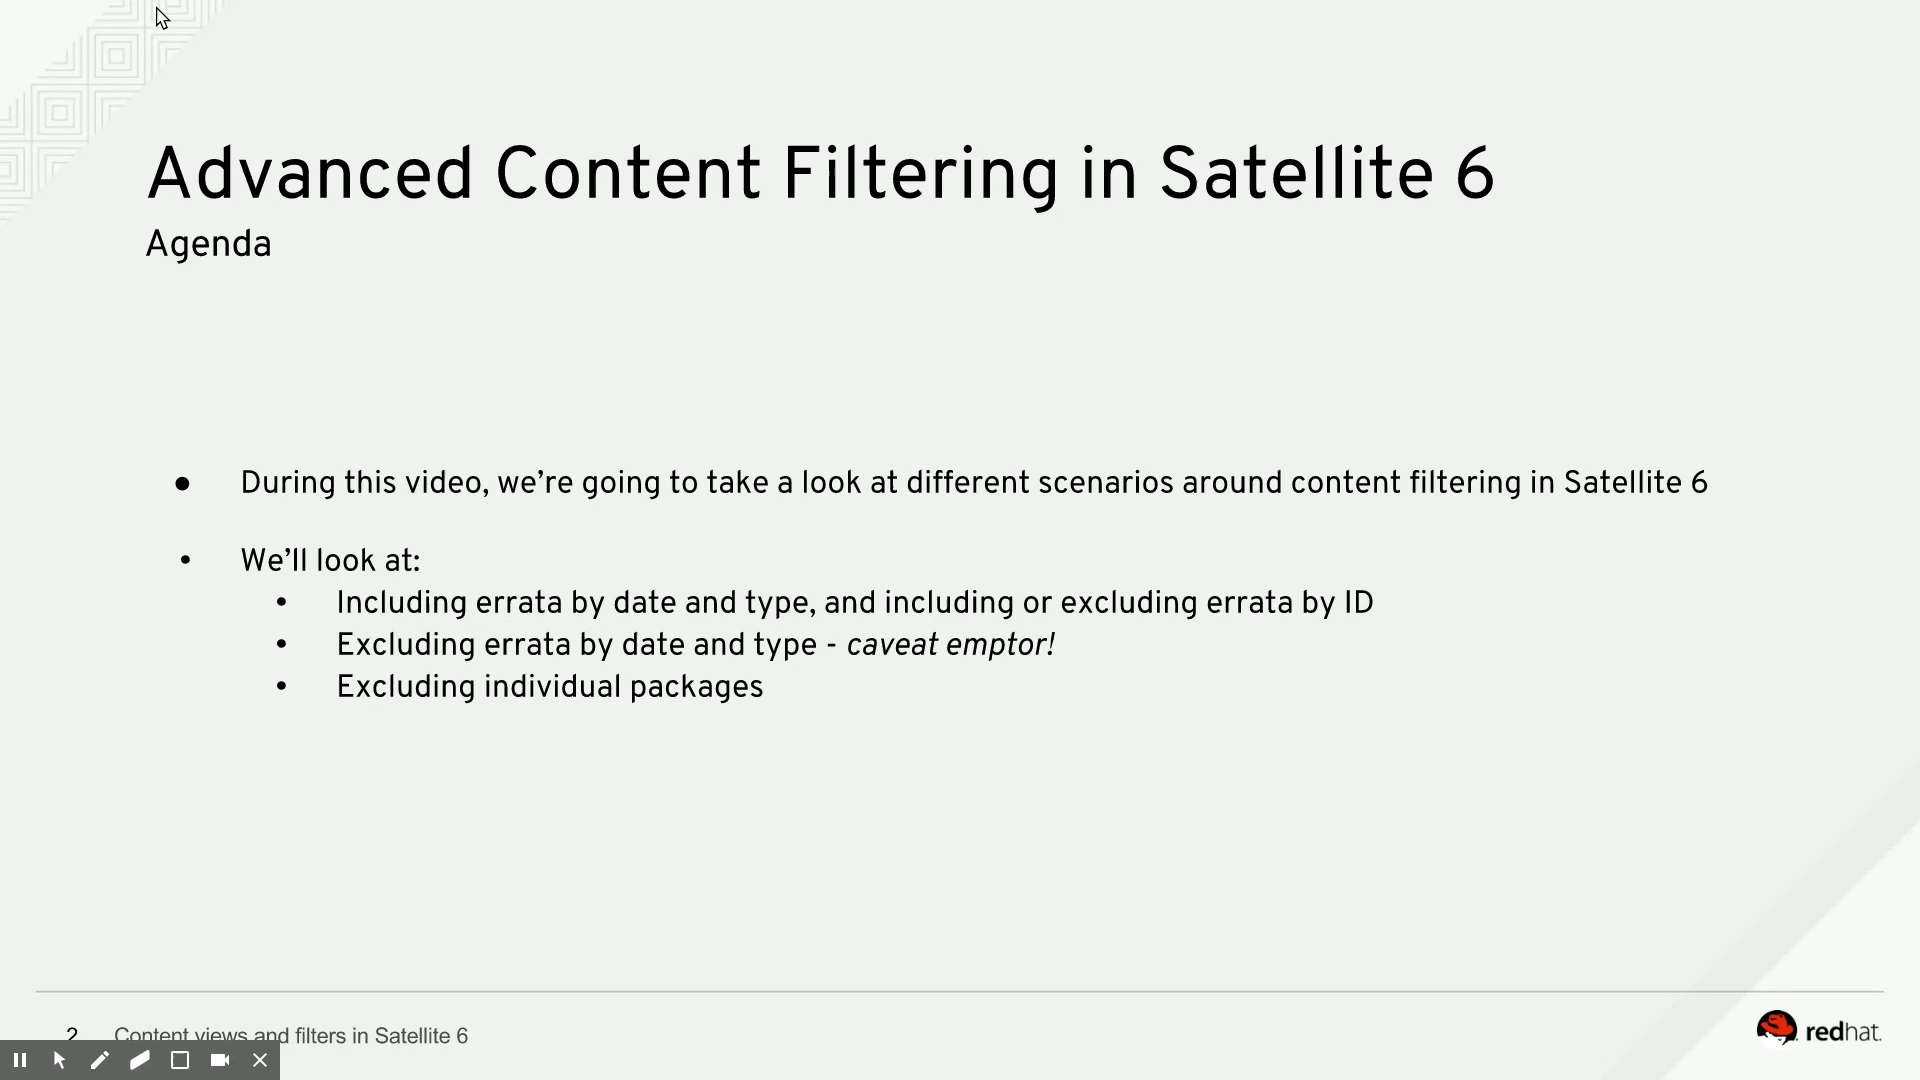 Advanced Content Filtering in Satellite 6
Agenda
● During this video, we’re going to take a look at different scenarios around content filtering in Satellite 6
• We’ll look at:
• Including errata by date and type, and including or excluding errata by ID
• Excluding errata by date and type - caveat emptor!
• Excluding individual packages
2 Content views and filters in Satellite 6
redhat.